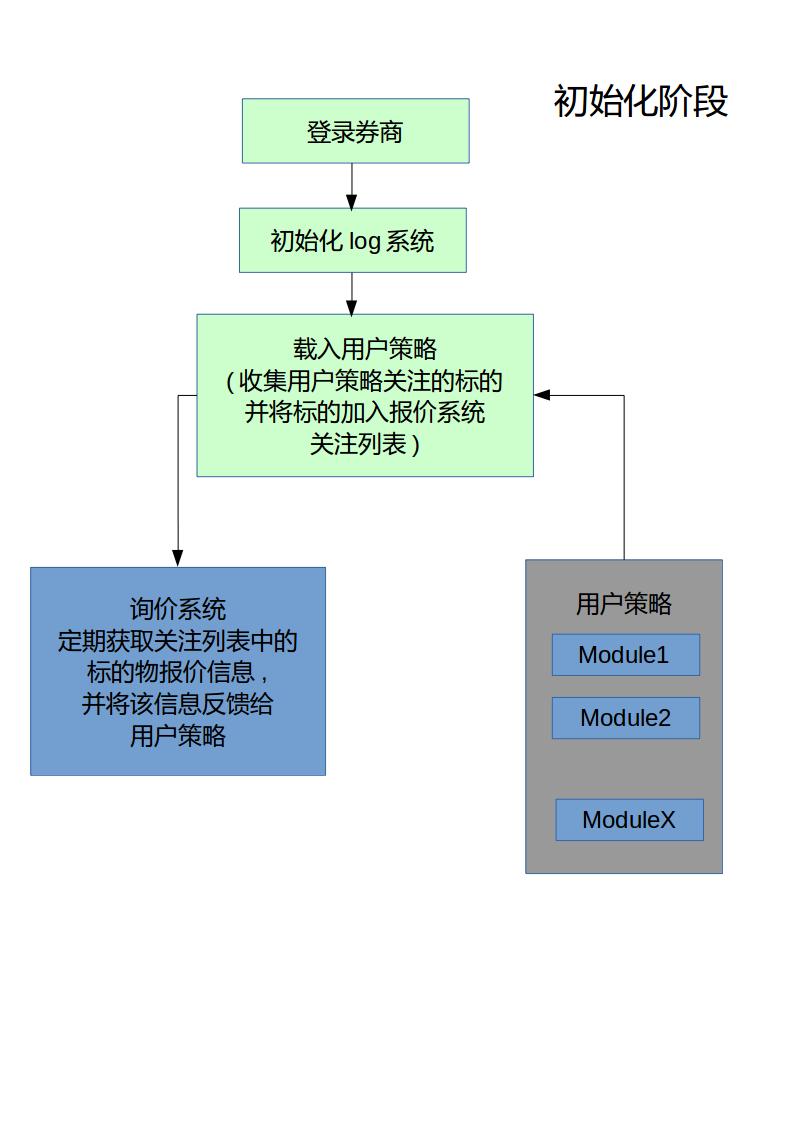 初始化阶段
登录券商
初始化 log 系统
载入用户策略
( 收集用户策略关注的标的
并将标的加入报价系统
关注列表 )
询价系统
定期获取关注列表中的
标的物报价信息 ,
并将该信息反馈给
用户策略
用户策略
Module1
Module2
ModuleX